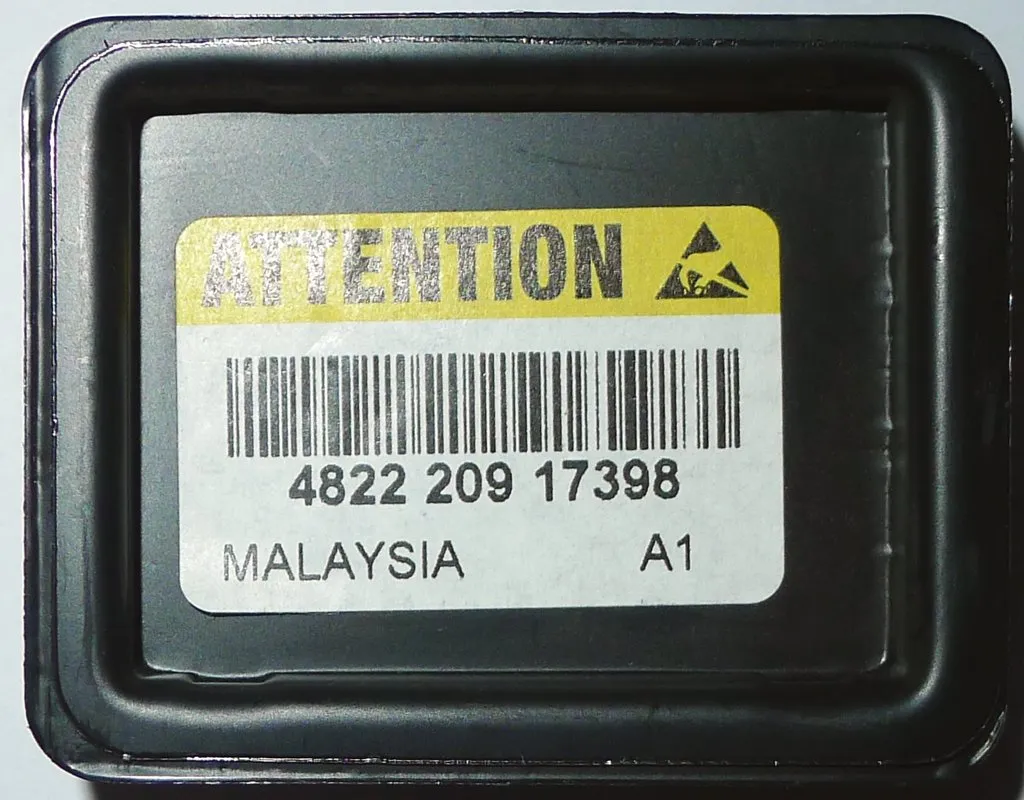 ATTENTION
4822 209 17398
MALAYSIA A1